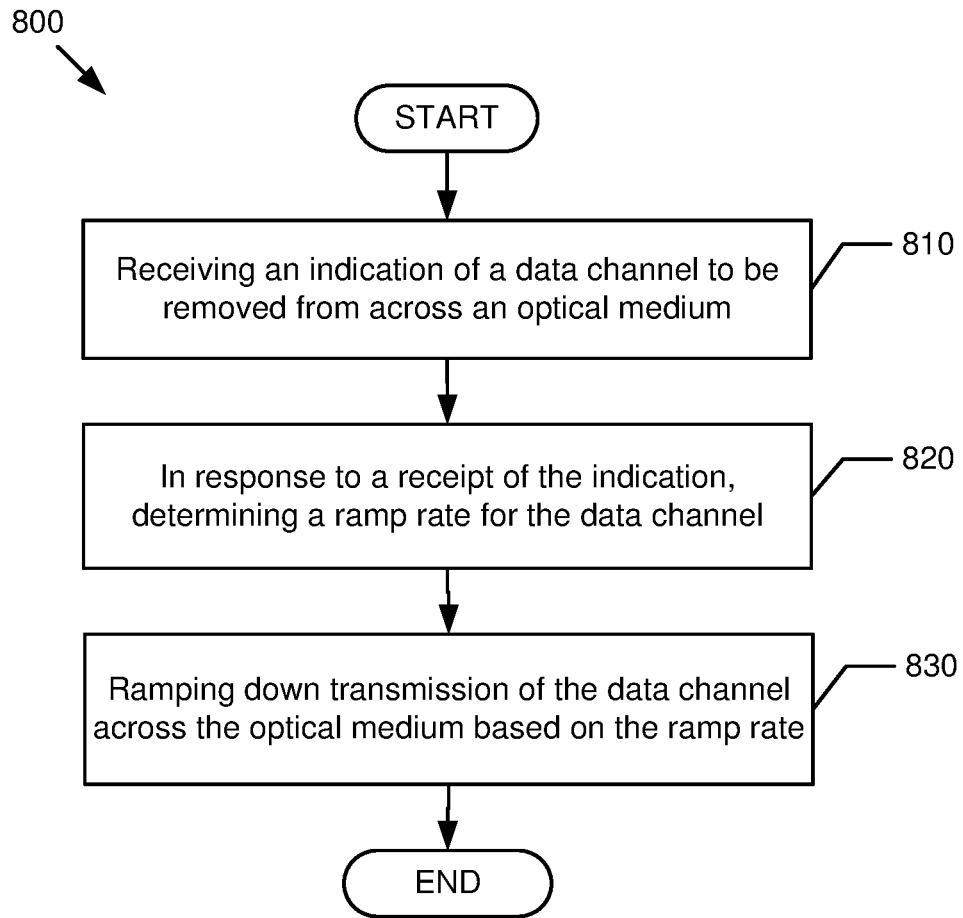 800
START
Receiving an indication of a data channel to be
removed from across an optical medium
810
In response to a receipt of the indication,
determining a ramp rate for the data channel
820
Ramping down transmission of the data channel
across the optical medium based on the ramp rate
830
END